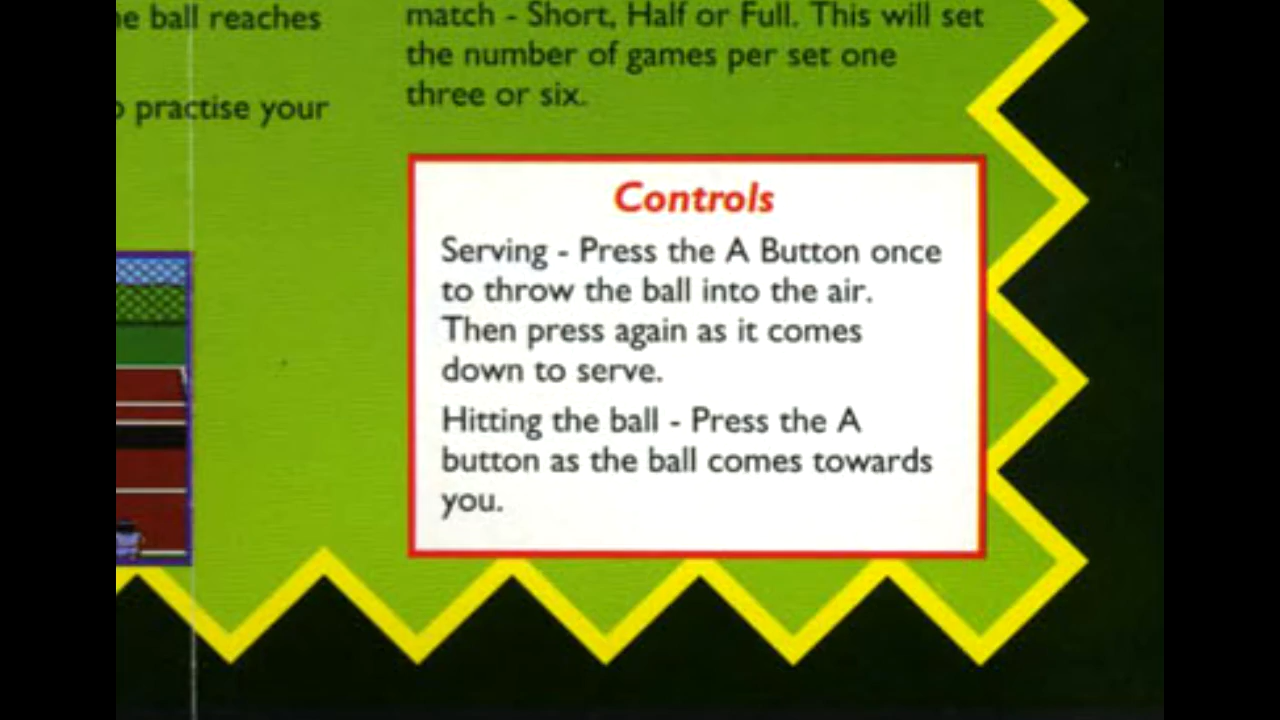 e ball reaches
practise your
match - Short, Half or Full. This will set
the number of games per set one
three or six.
Controls
Serving - Press the A Button once
to throw the ball into the air.
Then press again as it comes
down to serve.
Hitting the ball - Press the A
button as the ball comes towards
you.